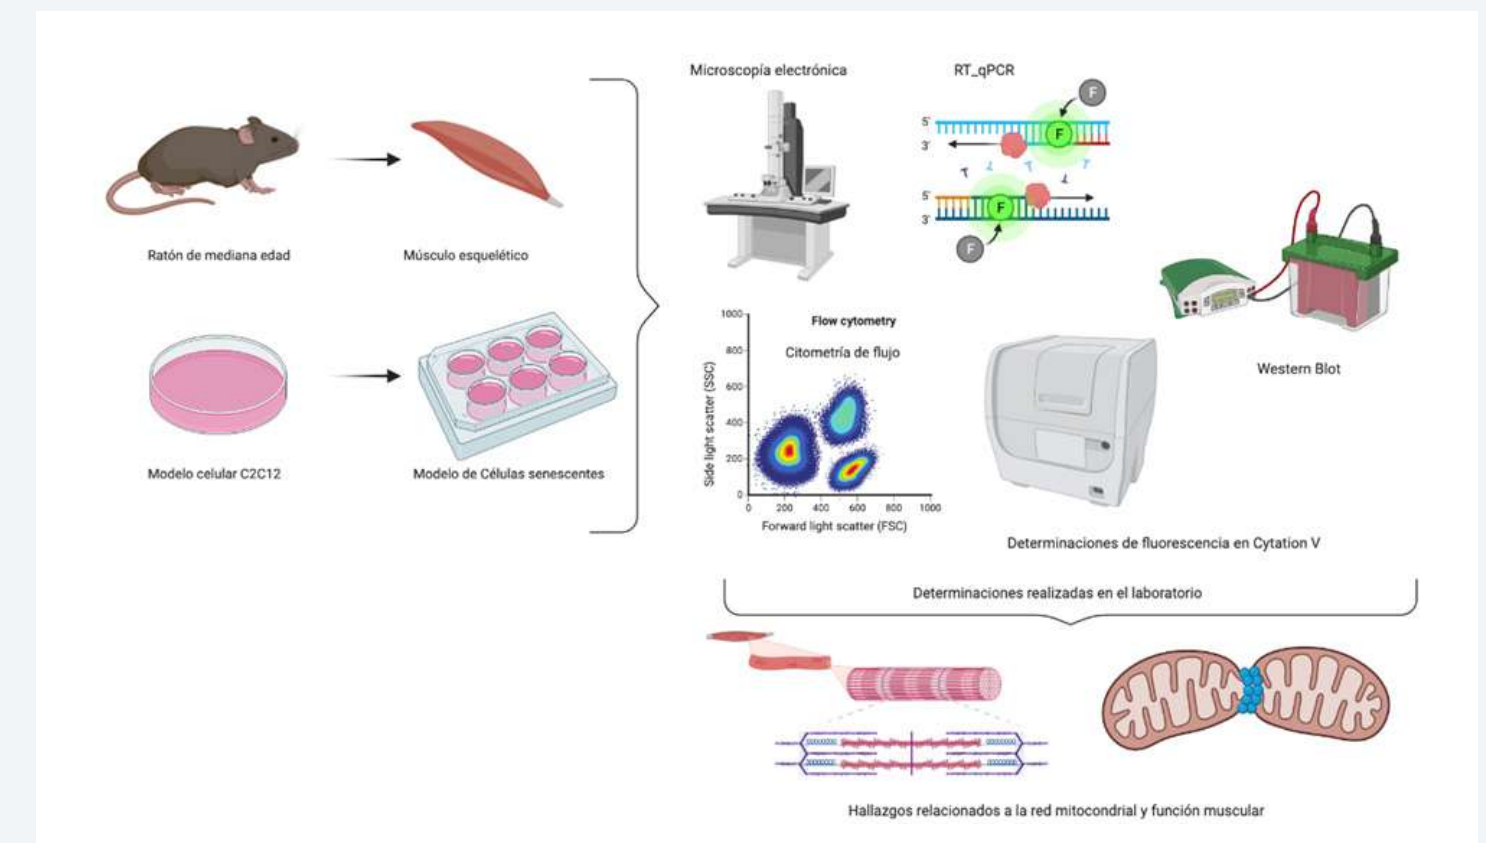 Microscopía electrónica
RT_qPCR
F
5'
3'
F
5'
3'
F
F
Ratón de mediana edad
Músculo esquelético
Modelo celular C2C12
Modelo de Células senescentes
Flow cytometry
Citometría de flujo
Side light scatter (SSC)
1000
800
600
400
200
0
0 200 400 600 800 1000
Forward light scatter (FSC)
Western Blot
Determinaciones de fluorescencia en Cytation V
Determinaciones realizadas en el laboratorio
Hallazgos relacionados a la red mitocondrial y función muscular